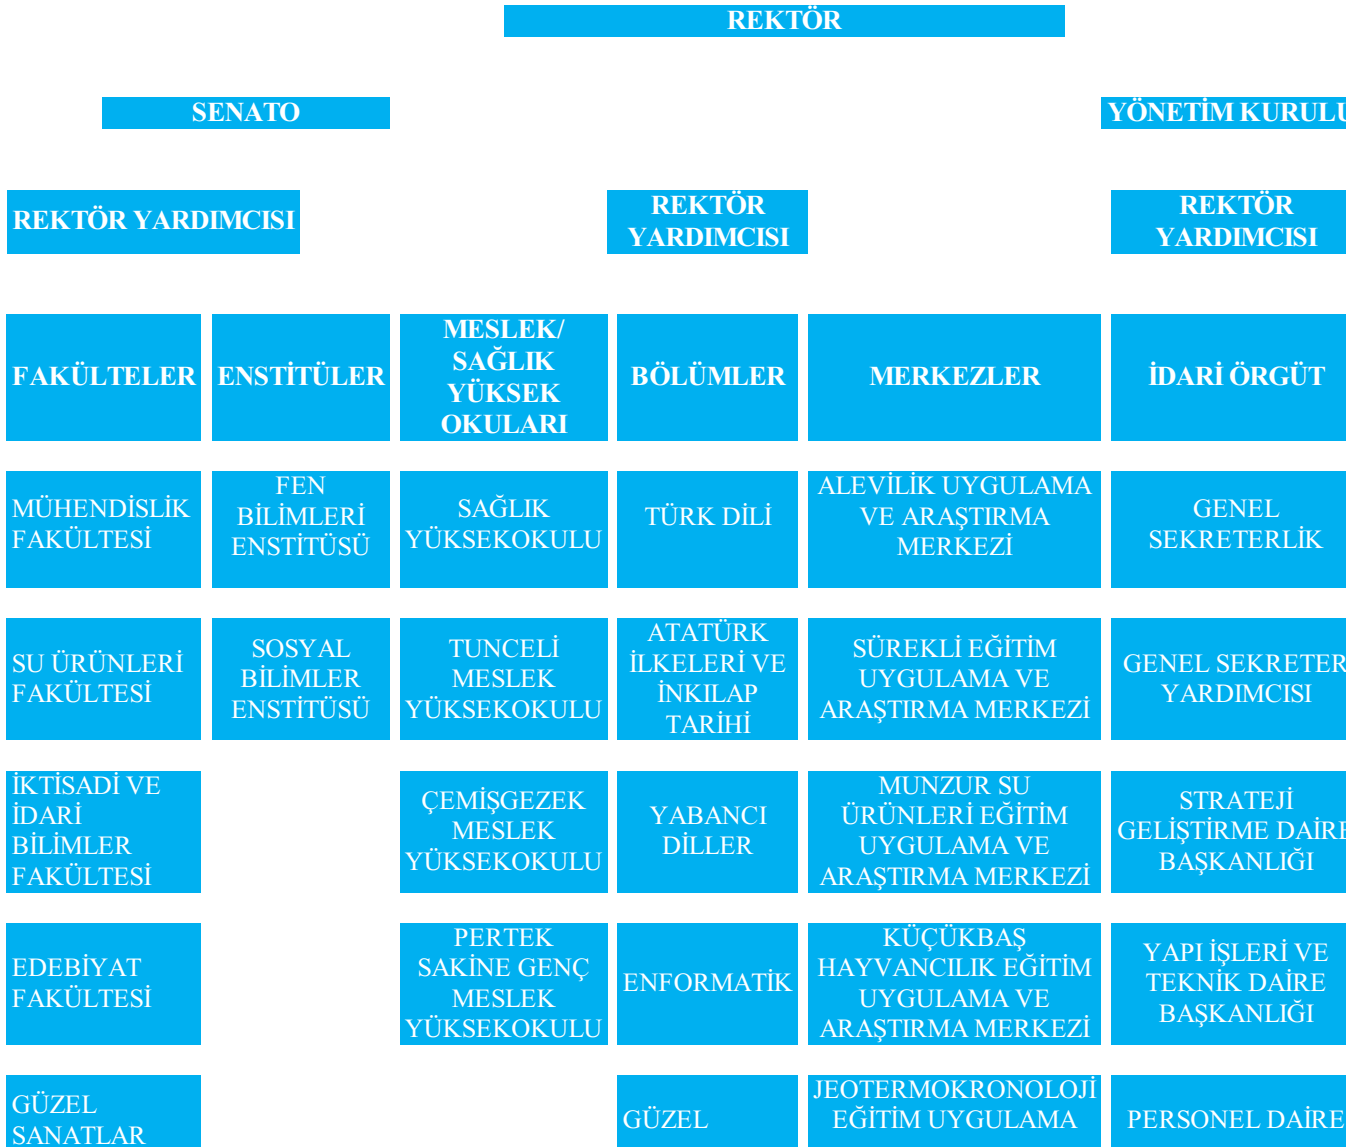 REKTÖR
SENATO
YÖNETİM KURULU
REKTÖR YARDIMCISI
REKTÖR
YARDIMCISI
REKTÖR
YARDIMCISI
FAKÜLTELER
ENSTİTÜLER
MESLEK/
SAĞLIK
YÜKSEK
OKULARI
BÖLÜMLER
MERKEZLER
İDARİ ÖRGÜT
MÜHENDİSLİK
FAKÜLTESİ
FEN
BİLİMLERİ
ENSTİTÜSÜ
SAĞLIK
YÜKSEKOKULU
TÜRK DİLİ
ALEVİLİK UYGULAMA
VE ARAŞTIRMA
MERKEZİ
GENEL
SEKRETERLİK
SU ÜRÜNLERİ
FAKÜLTESİ
SOSYAL
BİLİMLER
ENSTİTÜSÜ
TUNCELİ
MESLEK
YÜKSEKOKULU
ATATÜRK
İLKELERİ VE
İNKILAP
TARİHİ
SÜREKLİ EĞİTİM
UYGULAMA VE
ARAŞTIRMA MERKEZİ
GENEL SEKRETER
YARDIMCISI
İKTİSADİ VE
İDARİ
BİLİMLER
FAKÜLTESİ
ÇEMİŞGEZEK
MESLEK
YÜKSEKOKULU
YABANCI
DİLLER
MUNZUR SU
ÜRÜNLERİ EĞİTİM
UYGULAMA VE
ARAŞTIRMA MERKEZİ
STRATEJİ
GELİŞTİRME DAİRE
BAŞKANLIĞI
EDEBİYAT
FAKÜLTESİ
PERTEK
SAKİNE GENÇ
MESLEK
YÜKSEKOKULU
ENFORMATİK
KÜÇÜKBAŞ
HAYVANCILIK EĞİTİM
UYGULAMA VE
ARAŞTIRMA MERKEZİ
YAPI İŞLERİ VE
TEKNİK DAİRE
BAŞKANLIĞI
GÜZEL
SANATLAR
GÜZEL
JEOTERMOKRONOLOJİ
EĞİTİM UYGULAMA
PERSONEL DAİRE